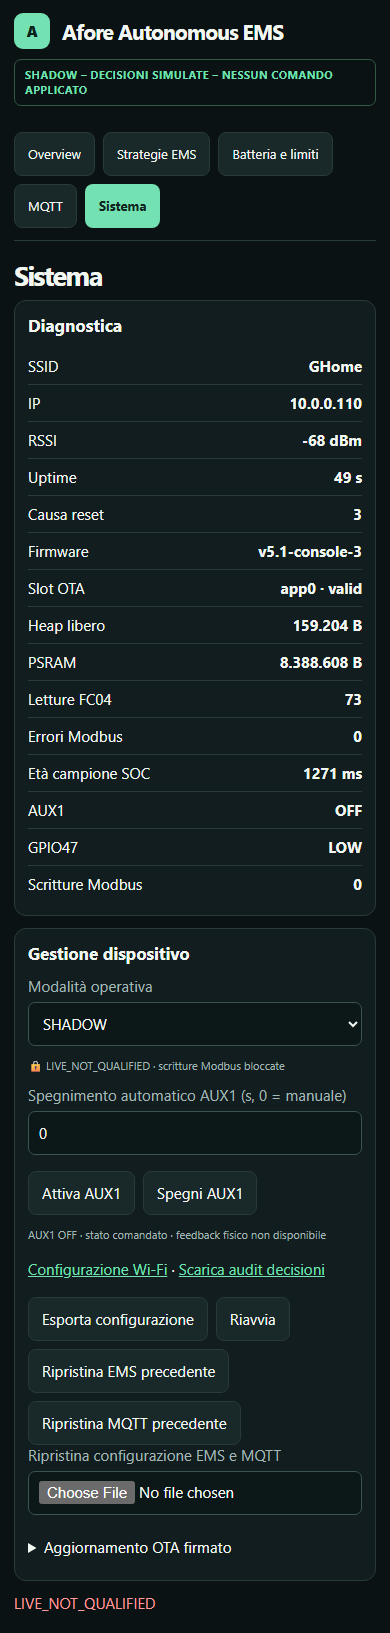 A
Afore Autonomous EMS
SHADOW – DECISIONI SIMULATE – NESSUN COMANDO
APPLICATO
Overview
Strategie EMS
Batteria e limiti
MQTT
Sistema
Sistema
Diagnostica
SSID GHome
IP 10.0.0.110
RSSI -68 dBm
Uptime 49 s
Causa reset 3
Firmware v5.1-console-3
Slot OTA app0 · valid
Heap libero 159.204 B
PSRAM 8.388.608 B
Letture FC04 73
Errori Modbus 0
Età campione SOC 1271 ms
AUX1 OFF
GPIO47 LOW
Scritture Modbus 0
Gestione dispositivo
Modalità operativa
SHADOW
🔒 LIVE_NOT_QUALIFIED · scritture Modbus bloccate
Spegnimento automatico AUX1 (s, 0 = manuale)
0
Attiva AUX1
Spegni AUX1
AUX1 OFF · stato comandato · feedback fisico non disponibile
Configurazione Wi-Fi · Scarica audit decisioni
Esporta configurazione
Riavvia
Ripristina EMS precedente
Ripristina MQTT precedente
Ripristina configurazione EMS e MQTT
Choose File No file chosen
▶ Aggiornamento OTA firmato
LIVE_NOT_QUALIFIED